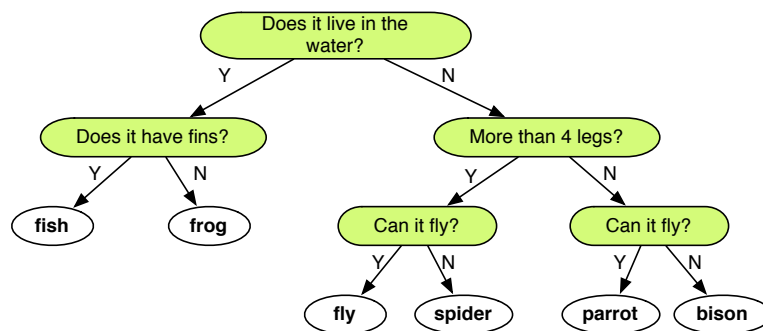 Does it live in the
water?
Y
N
Does it have fins?
More than 4 legs?
Y
N
Y
N
fish
frog
Can it fly?
Can it fly?
Y
N
Y
N
fly
spider
parrot
bison